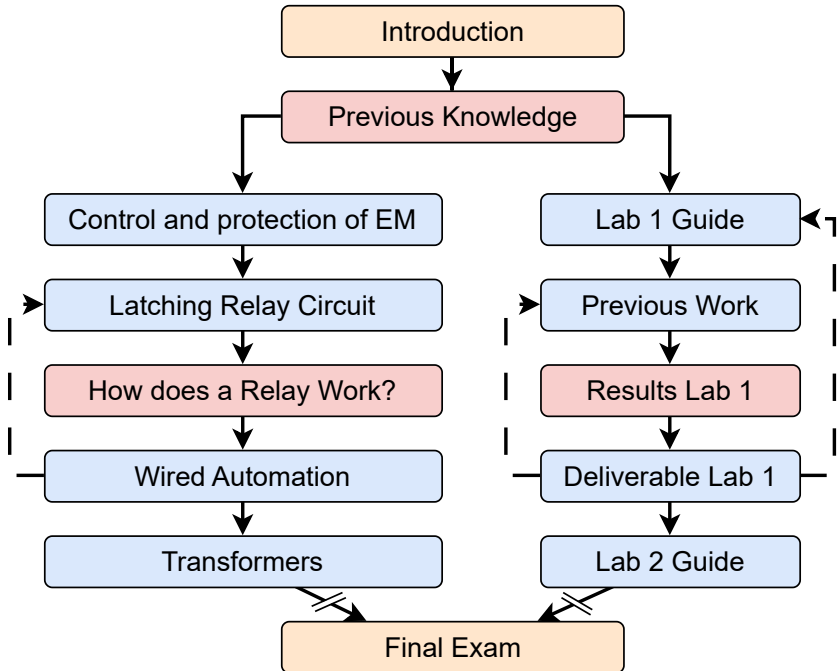 Introduction
Previous Knowledge
Control and protection of EM
Lab 1 Guide
Latching Relay Circuit
Previous Work
How does a Relay Work?
Results Lab 1
Wired Automation
Deliverable Lab 1
Transformers
Lab 2 Guide
Final Exam